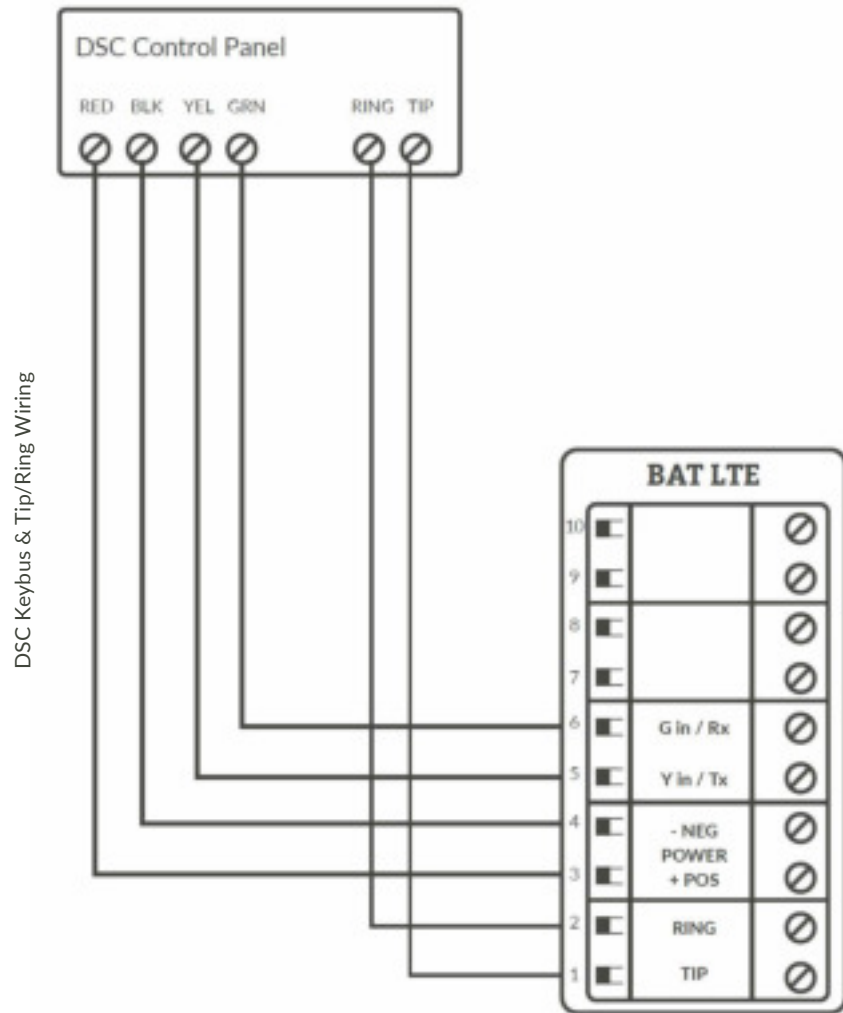 DSC Control Panel
RED BLK YEL GRN RING TIP
DSC Keybus & Tip/Ring Wiring
BAT LTE
10
9
8
7
6 G in / Rx
5 Y in / Tx
4 - NEG
POWER
3 + POS
2 RING
1 TIP